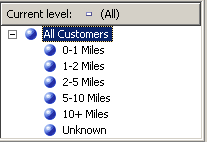 Current level: (All)
All Customers
0-1 Miles
1-2 Miles
2-5 Miles
5-10 Miles
10+ Miles
Unknown